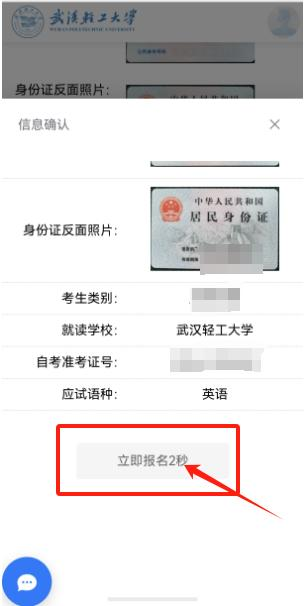 武汉轻工大学
WUHAN POLYTECHNIC UNIVERSITY
身份证反面照片：
信息确认
中华人民共和国
居民身份证
身份证反面照片：
考生类别：
就读学校：
武汉轻工大学
自考准考证号：
应试语种：
英语
立即报名2秒